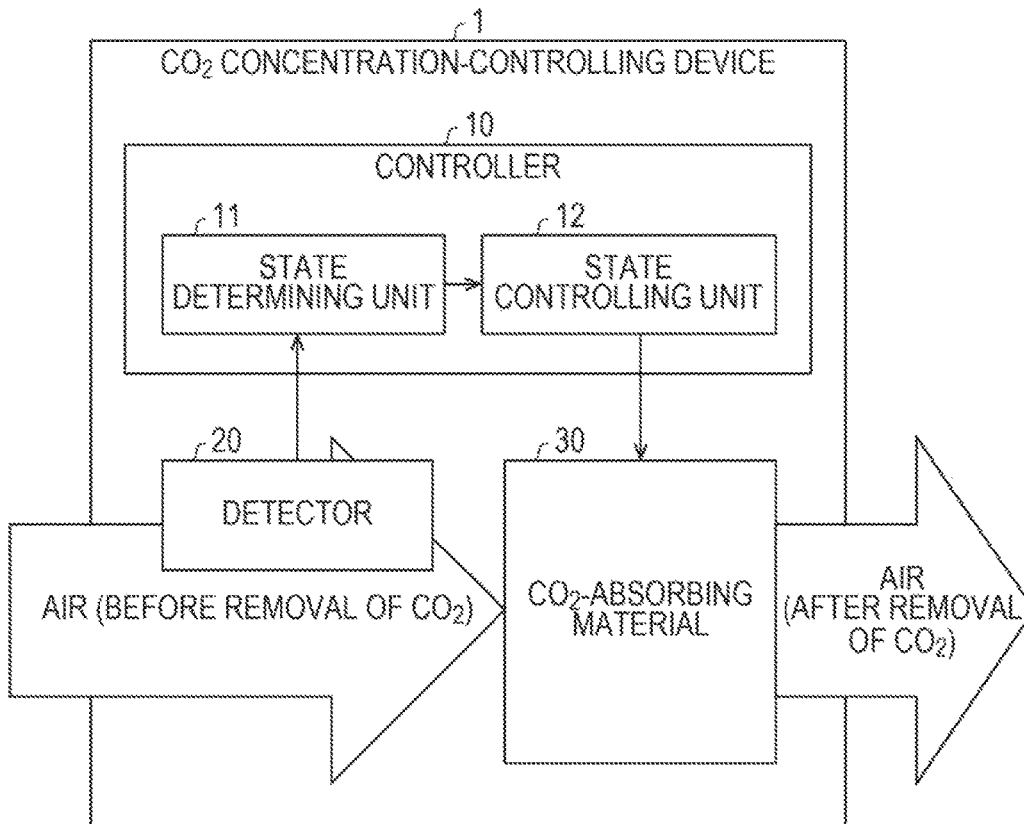 1
CO₂ CONCENTRATION-CONTROLLING DEVICE
10
CONTROLLER
11
STATE
DETERMINING UNIT
12
STATE
CONTROLLING UNIT
20
DETECTOR
30
CO₂-ABSORBING
MATERIAL
AIR (BEFORE REMOVAL OF CO₂)
AIR
(AFTER REMOVAL
OF CO₂)